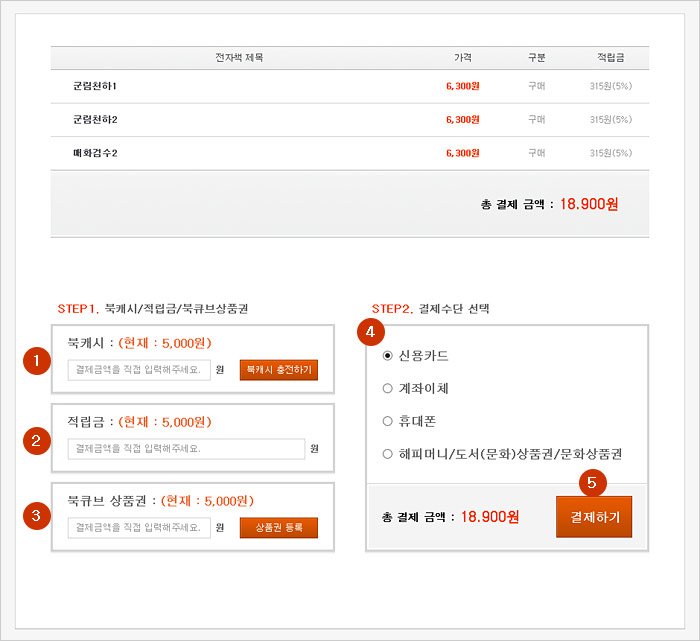 전자책 제목 가격 구분 적립금
군림천하1 6,300원 구매 315원(5%)
군림천하2 6,300원 구매 315원(5%)
매화검수2 6,300원 구매 315원(5%)
총 결제 금액 : 18.900원
STEP1. 북캐시/적립금/북큐브상품권
1
북캐시 : (현재 : 5,000원)
결제금액을 직접 입력해주세요. 원 북캐시 충전하기
2
적립금 : (현재 : 5,000원)
결제금액을 직접 입력해주세요. 원
3
북큐브 상품권 : (현재 : 5,000원)
결제금액을 직접 입력해주세요. 원 상품권 등록
STEP2. 결제수단 선택
4
신용카드
계좌이체
휴대폰
해피머니/도서(문화)상품권/문화상품권
5
총 결제 금액 : 18.900원 결제하기